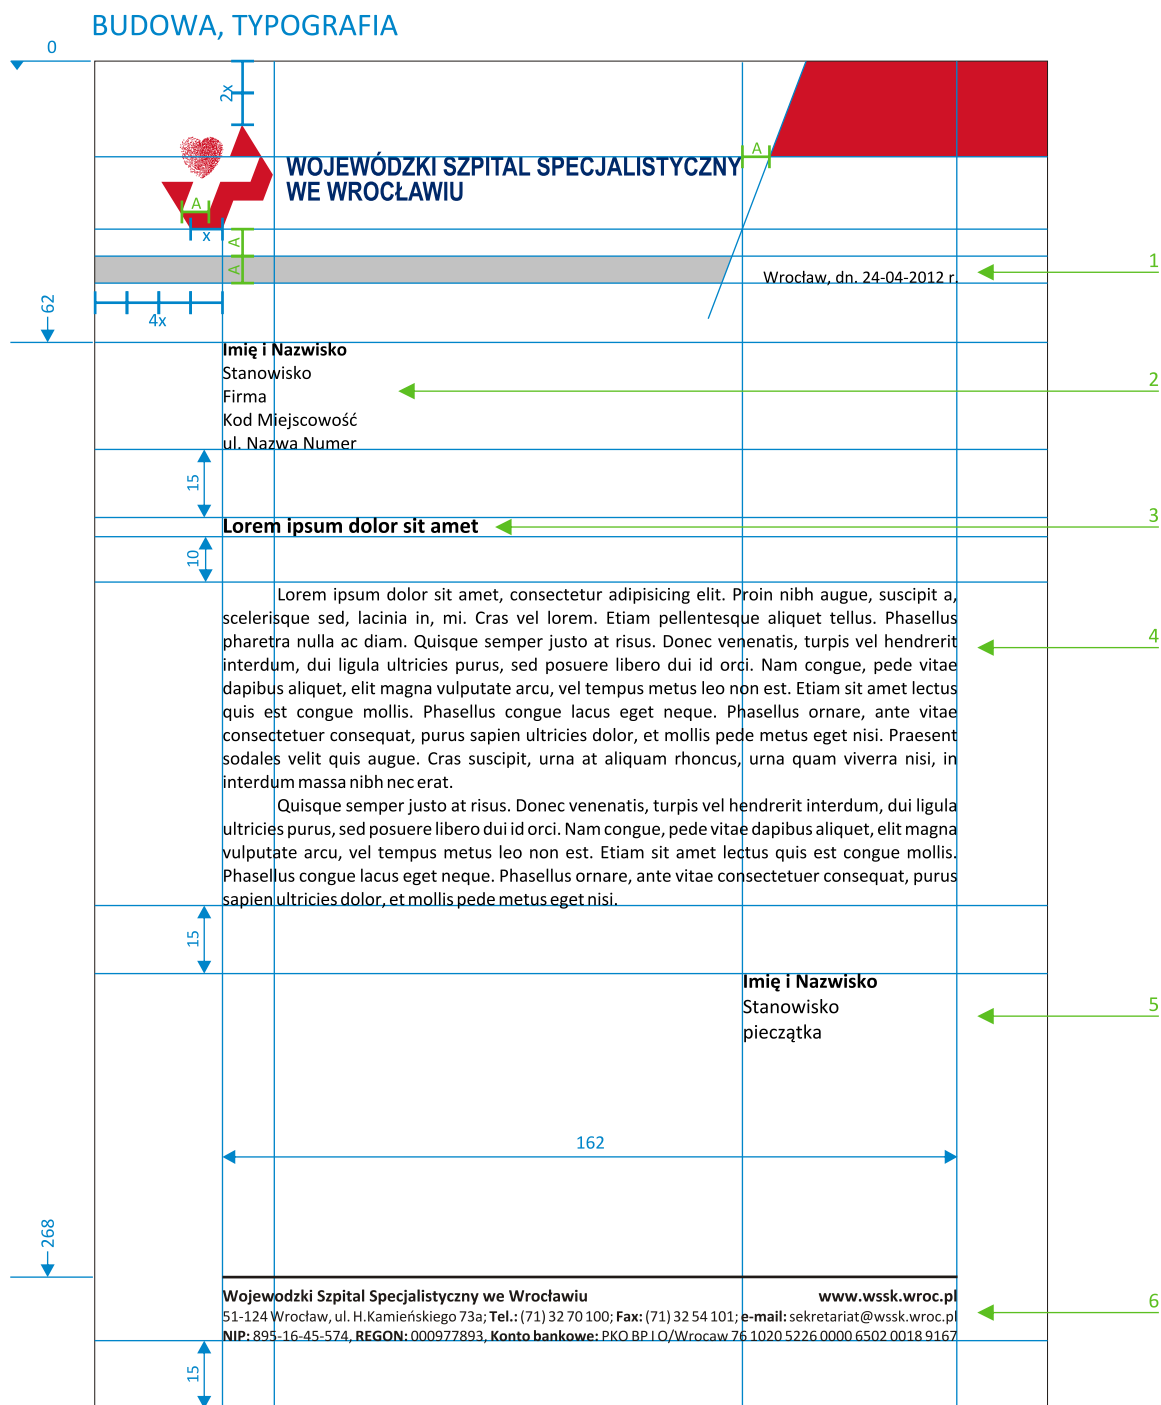 BUDOWA, TYPOGRAFIA
0
2x
WOJEWÓDZKI SZPITAL SPECJALISTYCZNY
WE WROCŁAWIU
A
A
x
A
A
1
Wrocław, dn. 24-04-2012 r.
62
4x
Imię i Nazwisko
Stanowisko
2
Firma
Kod Miejscowość
ul. Nazwa Numer
15
3
Lorem ipsum dolor sit amet
10
Lorem ipsum dolor sit amet, consectetur adipisicing elit. Proin nibh augue, suscipit a,
scelerisque sed, lacinia in, mi. Cras vel lorem. Etiam pellentesque aliquet tellus. Phasellus
4
pharetra nulla ac diam. Quisque semper justo at risus. Donec venenatis, turpis vel hendrerit
interdum, dui ligula ultricies purus, sed posuere libero dui id orci. Nam congue, pede vitae
dapibus aliquet, elit magna vulputate arcu, vel tempus metus leo non est. Etiam sit amet lectus
quis est congue mollis. Phasellus congue lacus eget neque. Phasellus ornare, ante vitae
consectetuer consequat, purus sapien ultricies dolor, et mollis pede metus eget nisi. Praesent
sodales velit quis augue. Cras suscipit, urna at aliquam rhoncus, urna quam viverra nisi, in
interdum massa nibh nec erat.
Quisque semper justo at risus. Donec venenatis, turpis vel hendrerit interdum, dui ligula
ultricies purus, sed posuere libero dui id orci. Nam congue, pede vitae dapibus aliquet, elit magna
vulputate arcu, vel tempus metus leo non est. Etiam sit amet lectus quis est congue mollis.
Phasellus congue lacus eget neque. Phasellus ornare, ante vitae consectetuer consequat, purus
sapien ultricies dolor, et mollis pede metus eget nisi.
15
Imię i Nazwisko
Stanowisko
5
pieczątka
162
268
Wojewodzki Szpital Specjalistyczny we Wrocławiu www.wssk.wroc.pl
6
51-124 Wrocław, ul. H.Kamieńskiego 73a; Tel.: (71) 32 70 100; Fax: (71) 32 54 101; e-mail: sekretariat@wssk.wroc.pl
NIP: 895-16-45-574, REGON: 000977893, Konto bankowe: PKO BP I O/Wrocaw 76 1020 5226 0000 6502 0018 9167
15